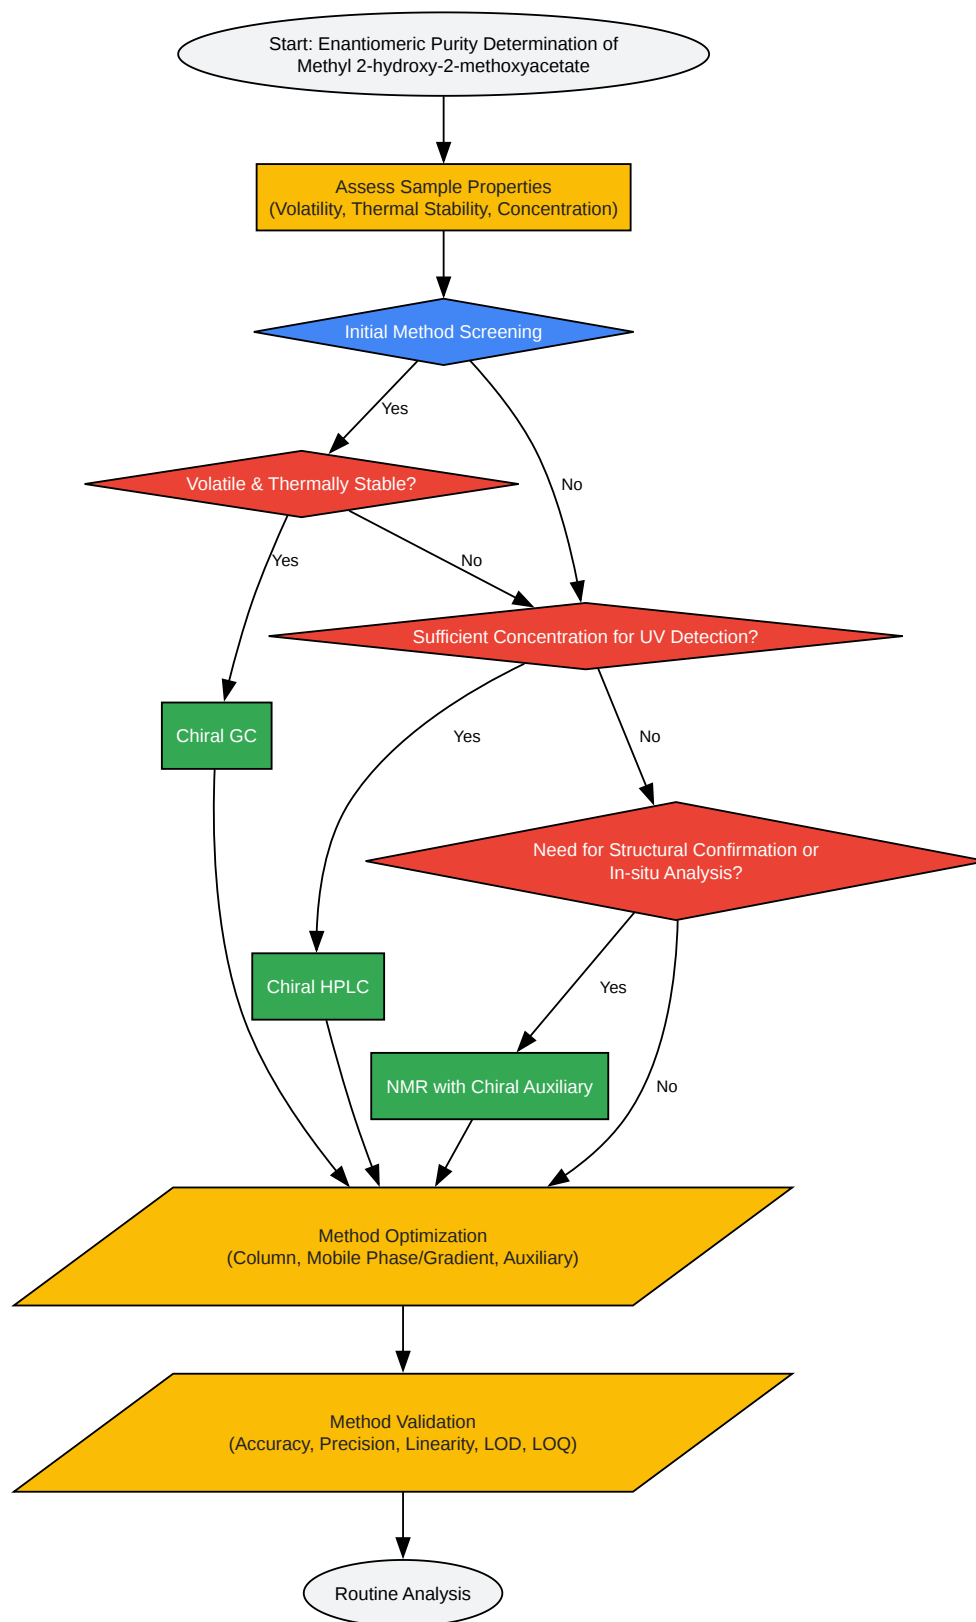 Start: Enantiomeric Purity Determination of
Methyl 2-hydroxy-2-methoxyacetate
Assess Sample Properties
(Volatility, Thermal Stability, Concentration)
Initial Method Screening
Yes
Volatile & Thermally Stable?
No
Yes
No
Sufficient Concentration for UV Detection?
Chiral GC
Yes
No
Need for Structural Confirmation or
In-situ Analysis?
Chiral HPLC
Yes
NMR with Chiral Auxiliary
No
Method Optimization
(Column, Mobile Phase/Gradient, Auxiliary)
Method Validation
(Accuracy, Precision, Linearity, LOD, LOQ)
Routine Analysis